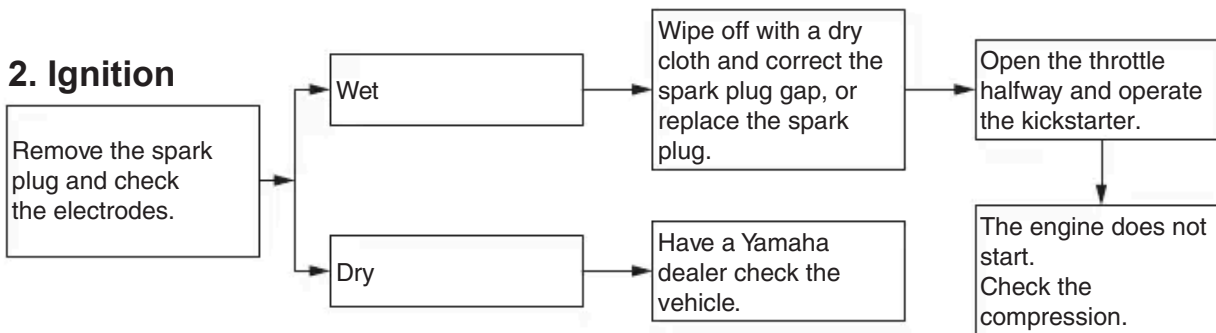 2. Ignition
Remove the spark
plug and check
the electrodes.
Wet
Wipe off with a dry
cloth and correct the
spark plug gap, or
replace the spark
plug.
Open the throttle
halfway and operate
the kickstarter.
The engine does not
start.
Check the
compression.
Dry
Have a Yamaha
dealer check the
vehicle.